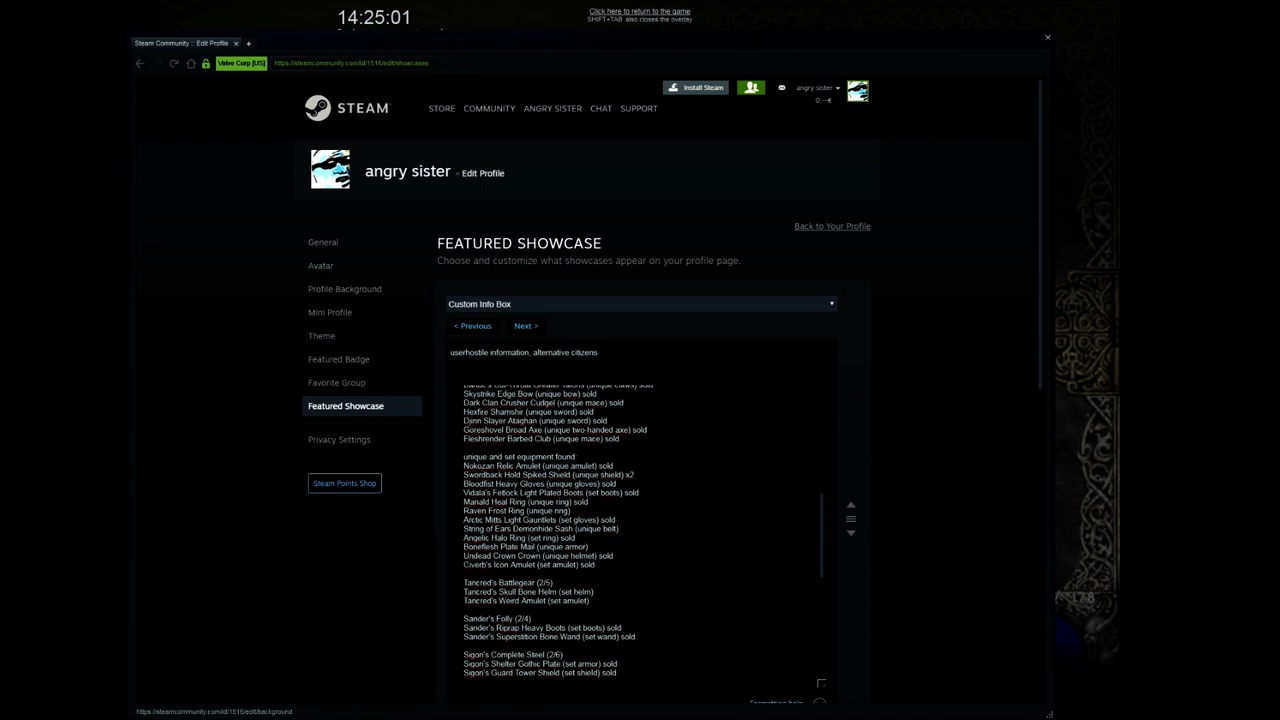 14:25:01
Click here to return to the game
SHIFT+TAB also closes the overlay
Steam Community :: Edit Profile
Valve Corp [US]
https://steamcommunity.com/id/1516/edit/showcases
Install Steam
angry sister
0,--€
STEAM
STORE COMMUNITY ANGRY SISTER CHAT SUPPORT
angry sister » Edit Profile
Back to Your Profile
General
Avatar
Profile Background
Mini Profile
Theme
Featured Badge
Favorite Group
Featured Showcase
Privacy Settings
Steam Points Shop
FEATURED SHOWCASE
Choose and customize what showcases appear on your profile page.
Custom Info Box
< Previous Next >
userhostile information, alternative citizens
Bartuc's Cut-Throat Greater Talons (unique claws) sold
Skystrike Edge Bow (unique bow) sold
Dark Clan Crusher Cudgel (unique mace) sold
Hexfire Shamshir (unique sword) sold
Djinn Slayer Ataghan (unique sword) sold
Goreshovel Broad Axe (unique two-handed axe) sold
Fleshrender Barbed Club (unique mace) sold
unique and set equipment found
Nokozan Relic Amulet (unique amulet) sold
Swordback Hold Spiked Shield (unique shield) x2
Bloodfist Heavy Gloves (unique gloves) sold
Vidala's Fetlock Light Plated Boots (set boots) sold
Manald Heal Ring (unique ring) sold
Raven Frost Ring (unique ring)
Arctic Mitts Light Gauntlets (set gloves) sold
String of Ears Demonhide Sash (unique belt)
Angelic Halo Ring (set ring) sold
Boneflesh Plate Mail (unique armor)
Undead Crown Crown (unique helmet) sold
Civerb's Icon Amulet (set amulet) sold
Tancred's Battlegear (2/5)
Tancred's Skull Bone Helm (set helm)
Tancred's Weird Amulet (set amulet)
Sander's Folly (2/4)
Sander's Riprap Heavy Boots (set boots) sold
Sander's Superstition Bone Wand (set wand) sold
Sigon's Complete Steel (2/6)
Sigon's Shelter Gothic Plate (set armor) sold
Sigon's Guard Tower Shield (set shield) sold
Formatting help
https://steamcommunity.com/id/1516/edit/background